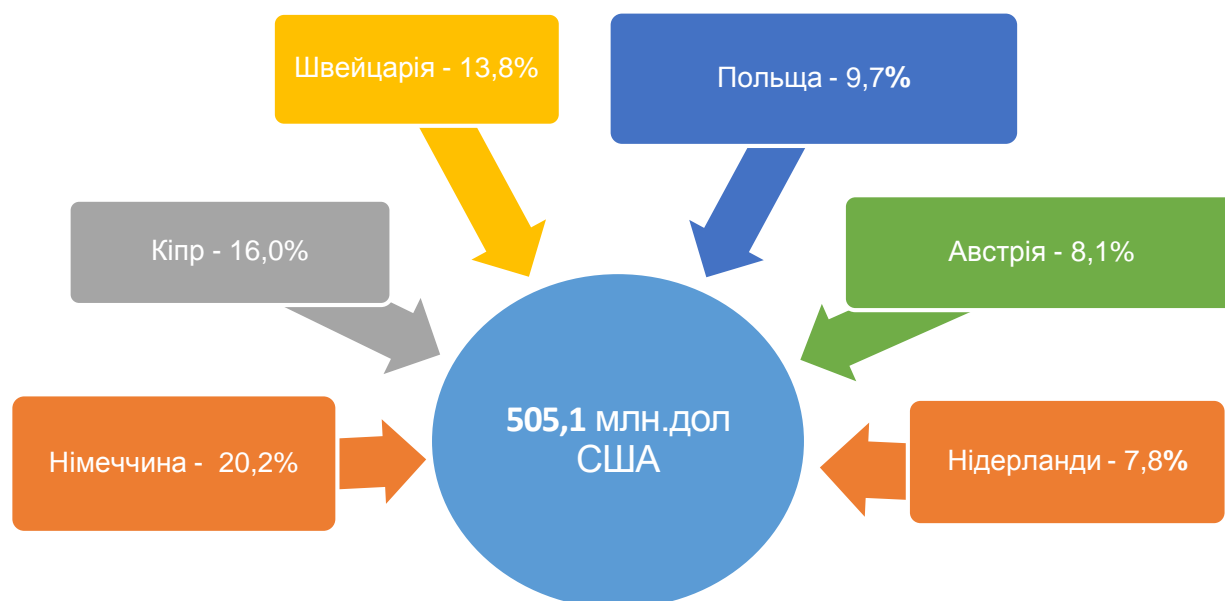 Швейцарія - 13,8%
Польща - 9,7%
Кіпр - 16,0%
Австрія - 8,1%
505,1 млн.дол
США
Німеччина -  20,2%
Нідерланди - 7,8%